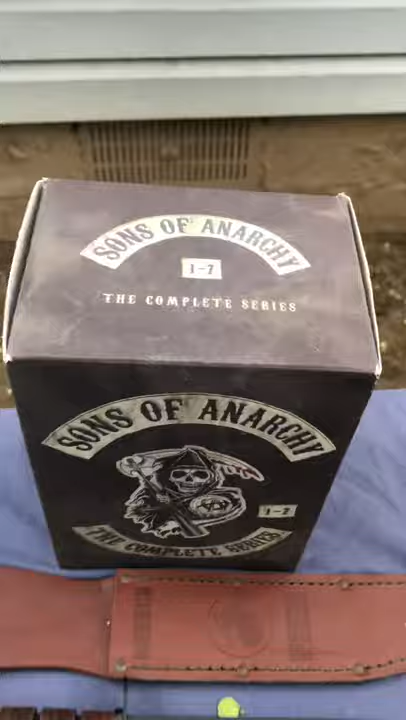 SONS OF ANARCHY
1-7
THE COMPLETE SERIES
SONS OF ANARCHY
1-7
THE COMPLETE SERIES